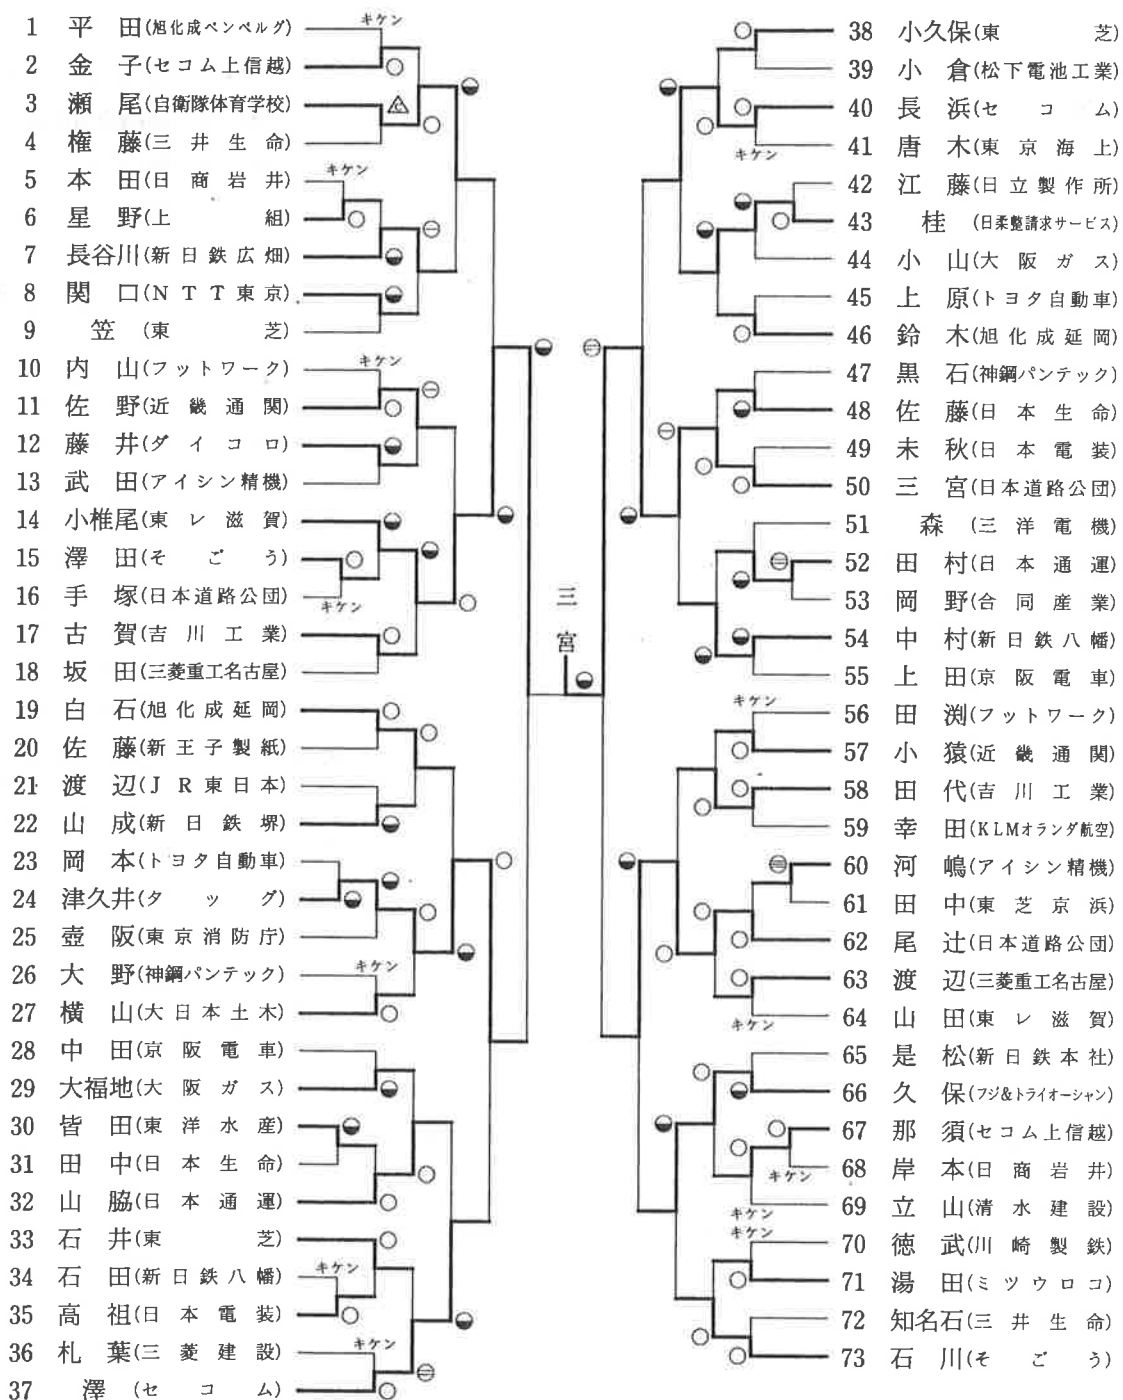 1 平田(旭化成ベンベルグ)
キケン
2 金子(セコム上信越)
3 瀬尾(自衛隊体育学校)
4 権藤(三井生命)
5 本田(日商岩井)
キケン
6 星野(上組)
7 長谷川(新日鉄広畑)
8 関口(NTT東京)
9 笠(東芝)
10 内山(フットワーク)
キケン
11 佐野(近畿通関)
12 藤井(ダイコロ)
13 武田(アイシン精機)
14 小椎尾(東レ滋賀)
15 澤田(そごう)
16 手塚(日本道路公団)
キケン
17 古賀(吉川工業)
18 坂田(三菱重工名古屋)
19 白石(旭化成延岡)
20 佐藤(新王子製紙)
21 渡辺(JR東日本)
22 山成(新日鉄堺)
23 岡本(トヨタ自動車)
24 津久井(タッグ)
25 壺阪(東京消防庁)
26 大野(神鋼パンテック)
キケン
27 横山(大日本土木)
28 中田(京阪電車)
29 大福地(大阪ガス)
30 皆田(東洋水産)
31 田中(日本生命)
32 山脇(日本通運)
33 石井(東芝)
34 石田(新日鉄八幡)
キケン
35 高祖(日本電装)
36 札葉(三菱建設)
キケン
37 澤(セコム)
三宮
38 小久保(東芝)
39 小倉(松下電池工業)
40 長浜(セコム)
41 唐木(東京海上)
キケン
42 江藤(日立製作所)
43 桂(日柔整請求サービス)
44 小山(大阪ガス)
45 上原(トヨタ自動車)
46 鈴木(旭化成延岡)
47 黒石(神鋼パンテック)
48 佐藤(日本生命)
49 未秋(日本電装)
50 三宮(日本道路公団)
51 森(三洋電機)
52 田村(日本通運)
53 岡野(合同産業)
54 中村(新日鉄八幡)
55 上田(京阪電車)
56 田渕(フットワーク)
キケン
57 小猿(近畿通関)
58 田代(吉川工業)
59 幸田(KLMオランダ航空)
60 河嶋(アイシン精機)
61 田中(東芝京浜)
62 尾辻(日本道路公団)
63 渡辺(三菱重工名古屋)
64 山田(東レ滋賀)
キケン
65 是松(新日鉄本社)
66 久保(フジ&トライオーシャン)
67 那須(セコム上信越)
68 岸本(日商岩井)
キケン
69 立山(清水建設)
キケン
70 徳武(川崎製鉄)
キケン
71 湯田(ミツウロコ)
72 知名石(三井生命)
73 石川(そごう)